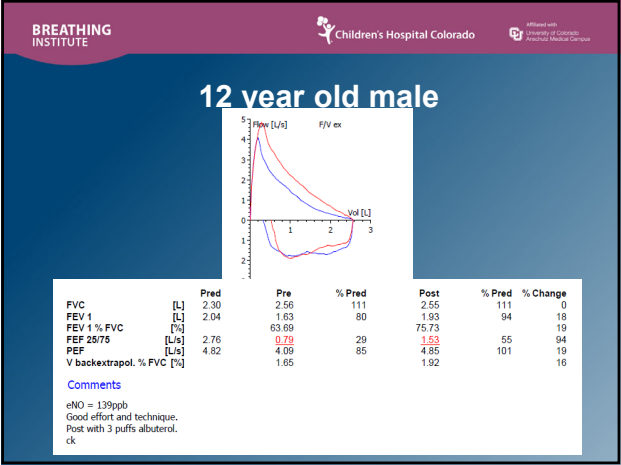 BREATHING
INSTITUTE
Children's Hospital Colorado
Affiliated with
University of Colorado
Anschutz Medical Campus
12 year old male
Flow [L/s] F/V ex
5
4
3
2
1
0
1
2
Vol [L]
1 2 3
Pred Pre % Pred Post % Pred % Change
FVC [L] 2.30 2.56 111 2.55 111 0
FEV 1 [L] 2.04 1.63 80 1.93 94 18
FEV 1 % FVC [%] 63.69 75.73 19
FEF 25/75 [L/s] 2.76 0.79 29 1.53 55 94
PEF [L/s] 4.82 4.09 85 4.85 101 19
V backextrapol. % FVC [%] 1.65 1.92 16
Comments
eNO = 139ppb
Good effort and technique.
Post with 3 puffs albuterol.
ck